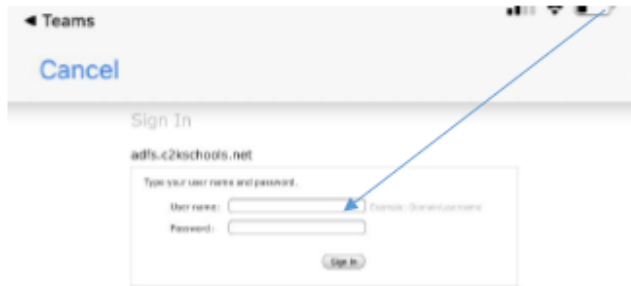 ◀ Teams
Cancel
Sign In
adfs.c2kschools.net
Type your user name and password.
User name: Example: Domain\username
Password:
Sign In